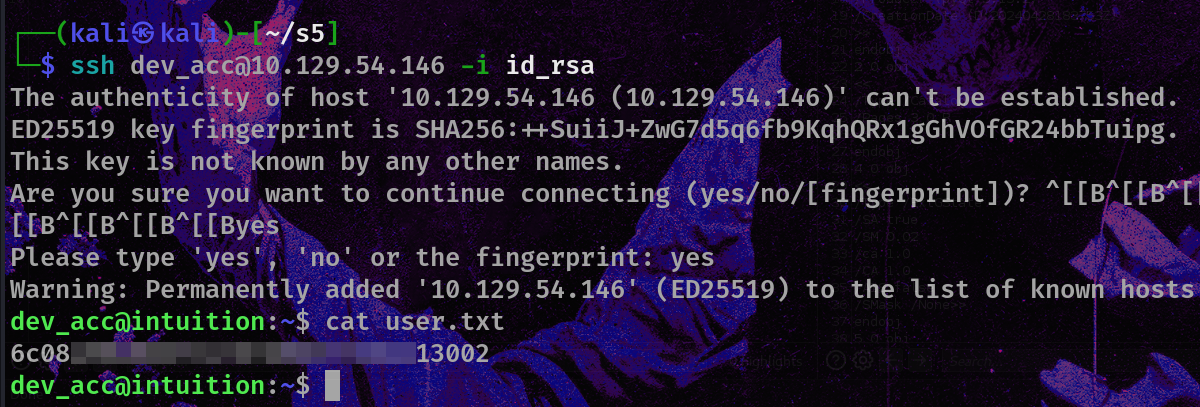 ┌──(kali㉿kali)-[~/s5]
└─$ ssh dev_acc@10.129.54.146 -i id_rsa
The authenticity of host '10.129.54.146 (10.129.54.146)' can't be established.
ED25519 key fingerprint is SHA256:++SuiiJ+ZwG7d5q6fb9KqhQRx1gGhVOfGR24bbTuipg.
This key is not known by any other names.
Are you sure you want to continue connecting (yes/no/[fingerprint])? ^[[B^[[B^[
[[B^[[B^[[B^[[Byes
Please type 'yes', 'no' or the fingerprint: yes
Warning: Permanently added '10.129.54.146' (ED25519) to the list of known hosts
dev_acc@intuition:~$ cat user.txt
6c08 13002
dev_acc@intuition:~$